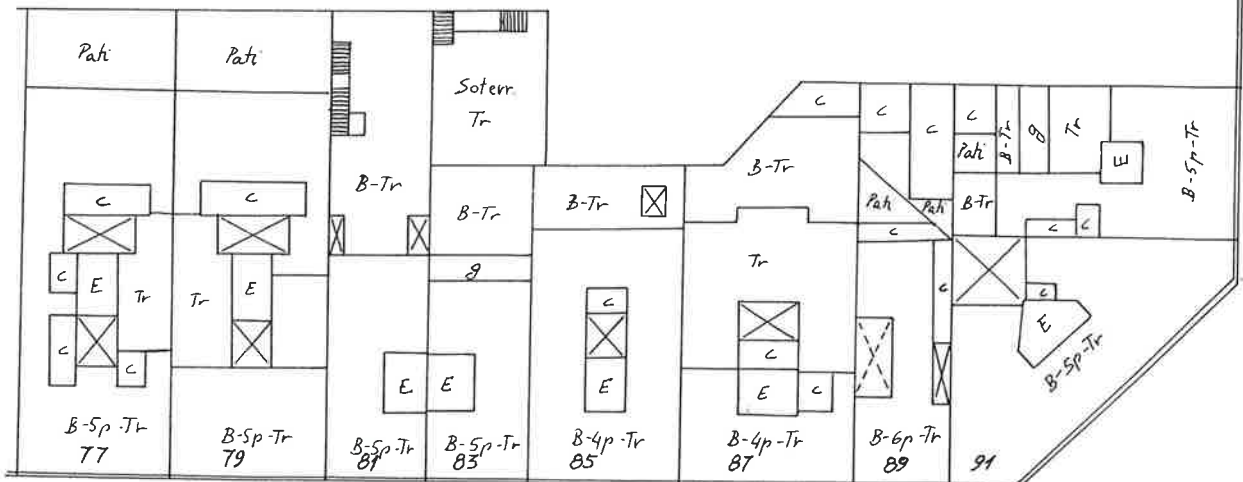 Pati
Pati
Soterr.
Tr
C
C
C
C
B-Tr
g
Tr
Pati
E
B-5p-Tr
B-Tr
B-Tr
B-Tr
B-Tr
Pati
Pati
B-Tr
C
C
C
C
C
g
C
E
Tr
Tr
E
Tr
C
C
C
C
E
C
C
E
E
E
E
C
B-5p-Tr
B-5p-Tr
77
B-5p-Tr
79
B-5p-Tr
81
B-5p-Tr
83
B-4p-Tr
85
B-4p-Tr
87
B-6p-Tr
89
91